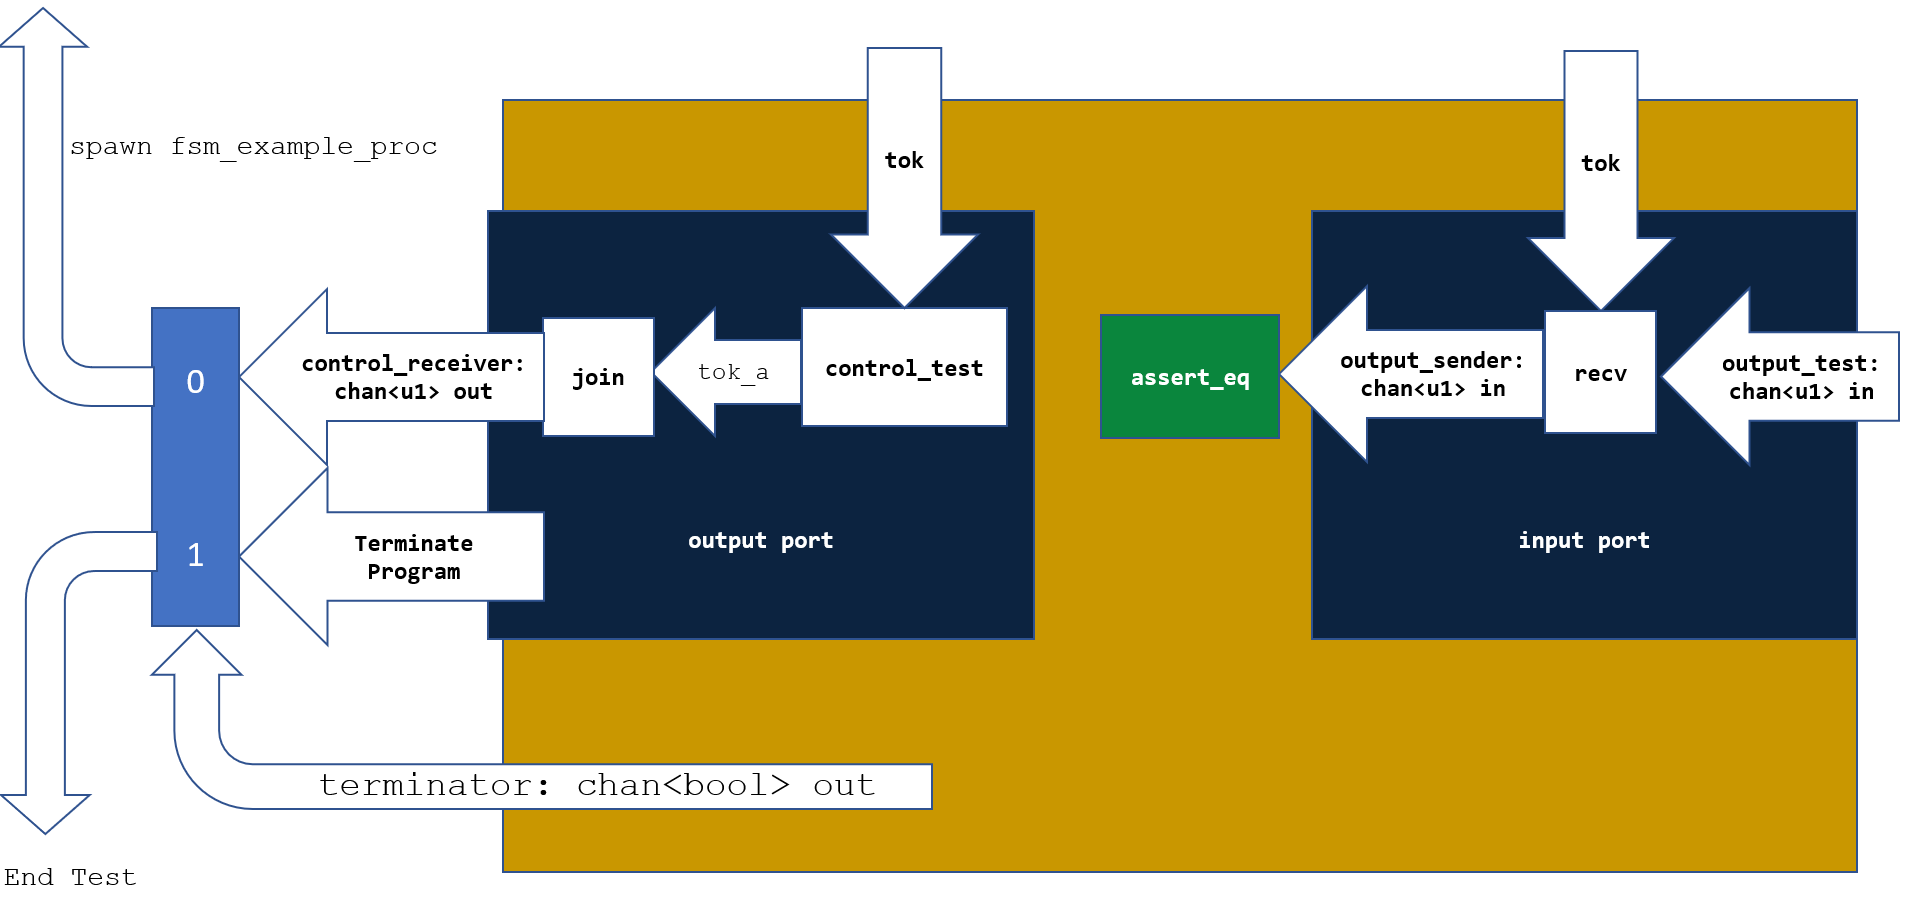 spawn fsm_example_proc
tok
tok
0
control_receiver:
chan<u1> out
join
tok_a
control_test
assert_eq
output_sender:
chan<u1> in
recv
output_test:
chan<u1> in
1
Terminate
Program
output port
input port
terminator: chan<bool> out
End Test